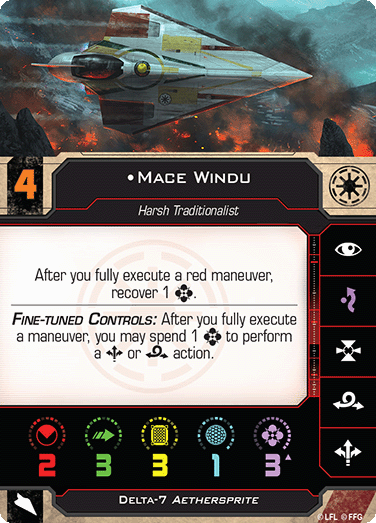 4
• Mace Windu
Harsh Traditionalist
After you fully execute a red maneuver,
recover 1 .
Fine-tuned Controls: After you fully execute
a maneuver, you may spend 1 to perform
a or action.
2 3 3 1 3
Delta-7 Aethersprite
© LFL © FFG